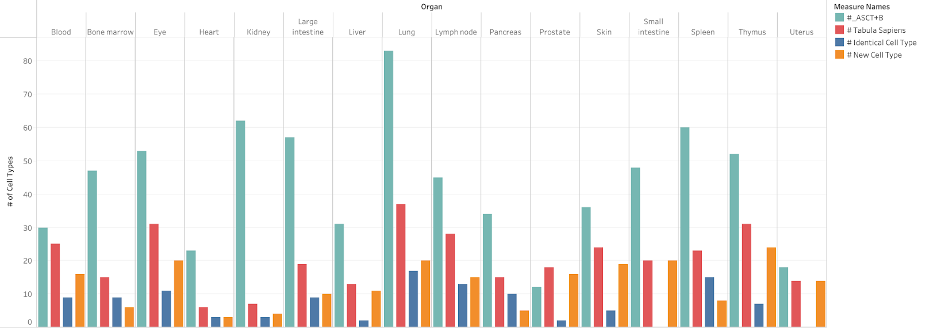 Organ
Blood
Bone marrow
Eye
Heart
Kidney
Large
intestine
Liver
Lung
Lymph node
Pancreas
Prostate
Skin
Small
intestine
Spleen
Thymus
Uterus
Measure Names
#_ASCT+B
# Tabula Sapiens
# Identical Cell Type
# New Cell Type
# of Cell Types
80
70
60
50
40
30
20
10
0